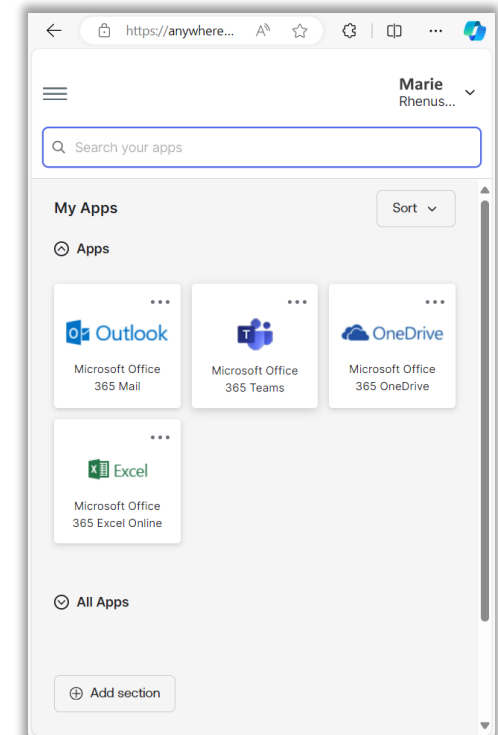 https://anywhere...
Marie
Rhenus...
Search your apps
My Apps
Sort
Apps
Outlook
Microsoft Office
365 Mail
Microsoft Office
365 Teams
OneDrive
Microsoft Office
365 OneDrive
Excel
Microsoft Office
365 Excel Online
All Apps
Add section